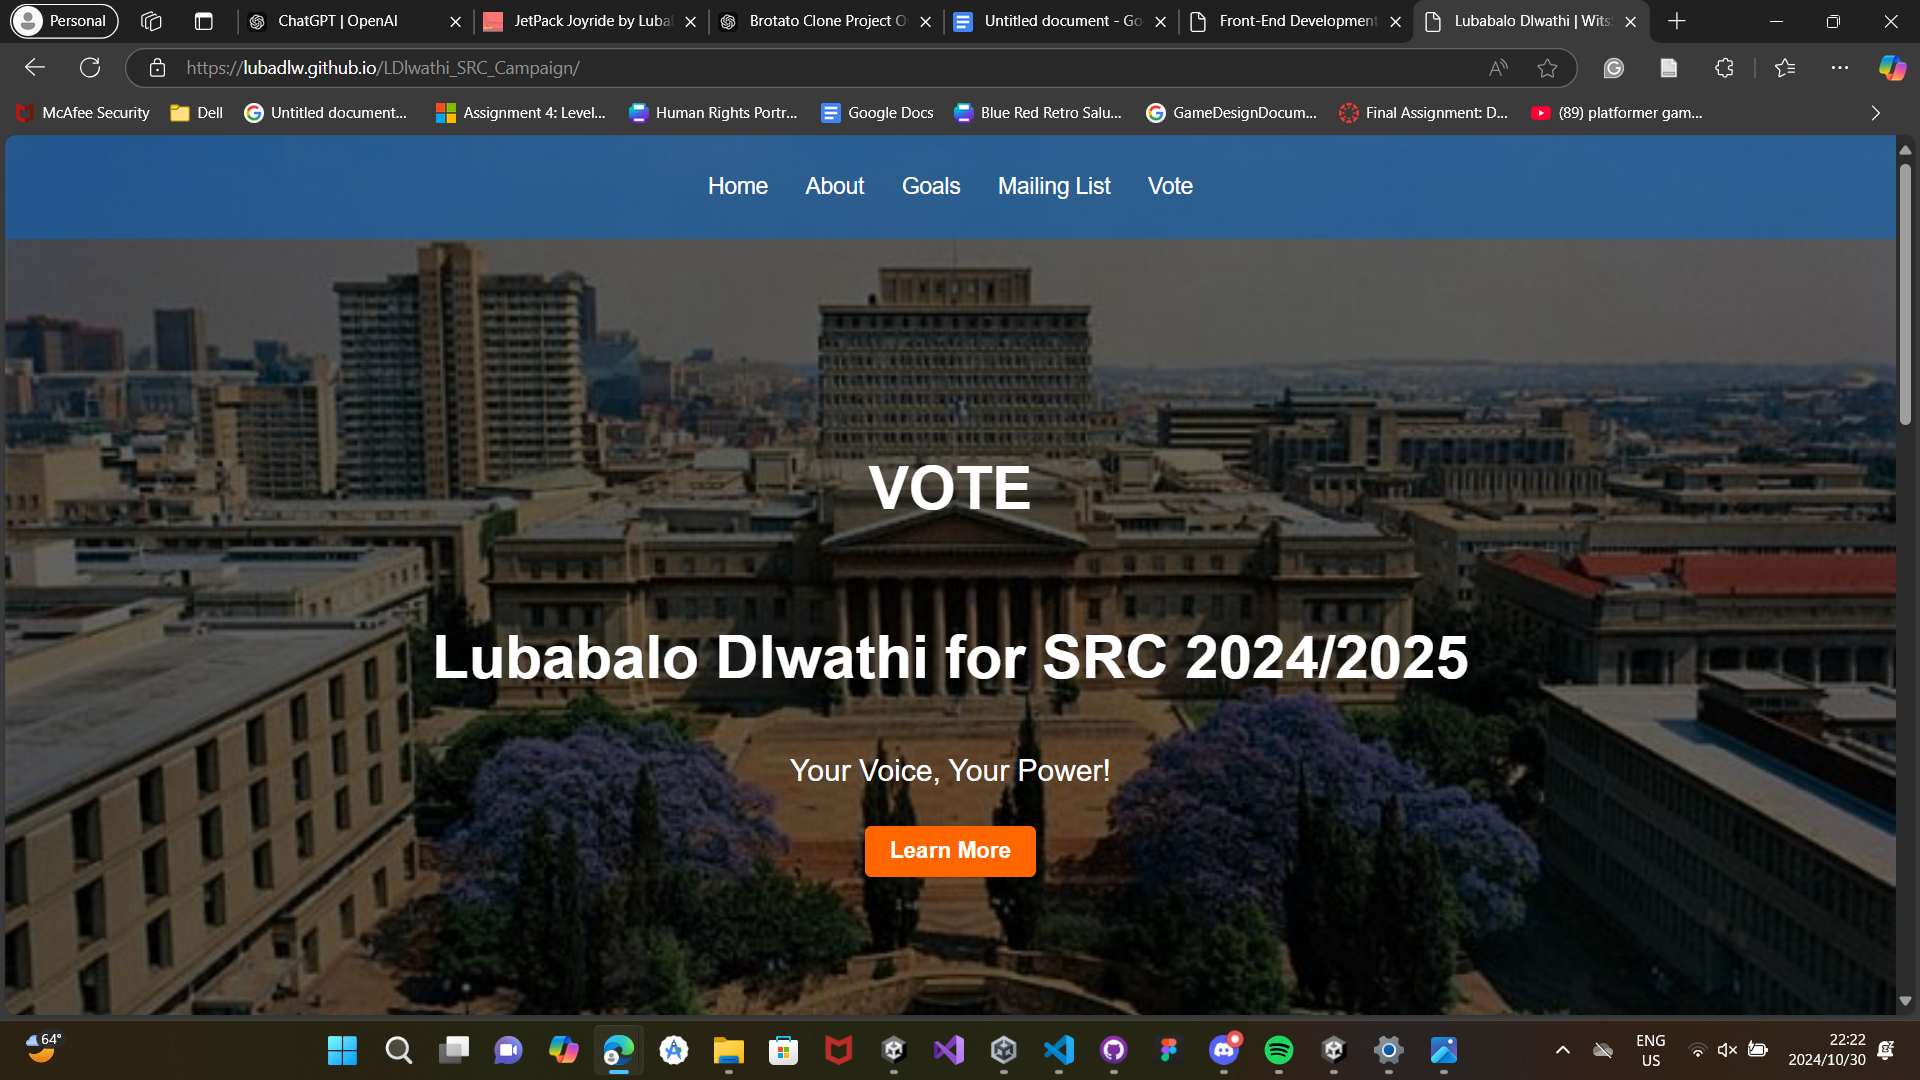 Personal
ChatGPT | OpenAI
JetPack Joyride by Luba
Brotato Clone Project O
Untitled document - Go
Front-End Development
Lubabalo Dlwathi | Wits
https://lubadlw.github.io/LDlwathi_SRC_Campaign/
McAfee Security
Dell
Untitled document...
Assignment 4: Level...
Human Rights Portr...
Google Docs
Blue Red Retro Salu...
GameDesignDocum...
Final Assignment: D...
(89) platformer gam...
Home
About
Goals
Mailing List
Vote
VOTE
Lubabalo Dlwathi for SRC 2024/2025
Your Voice, Your Power!
Learn More
64°
ENG
US
22:22
2024/10/30